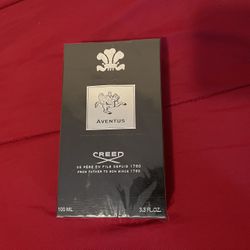 AVENTUS
CREED
DE PÈRE EN FILS DEPUIS 1760
FROM FATHER TO SON SINCE 1760
100 ML 3.3 FL.OZ.